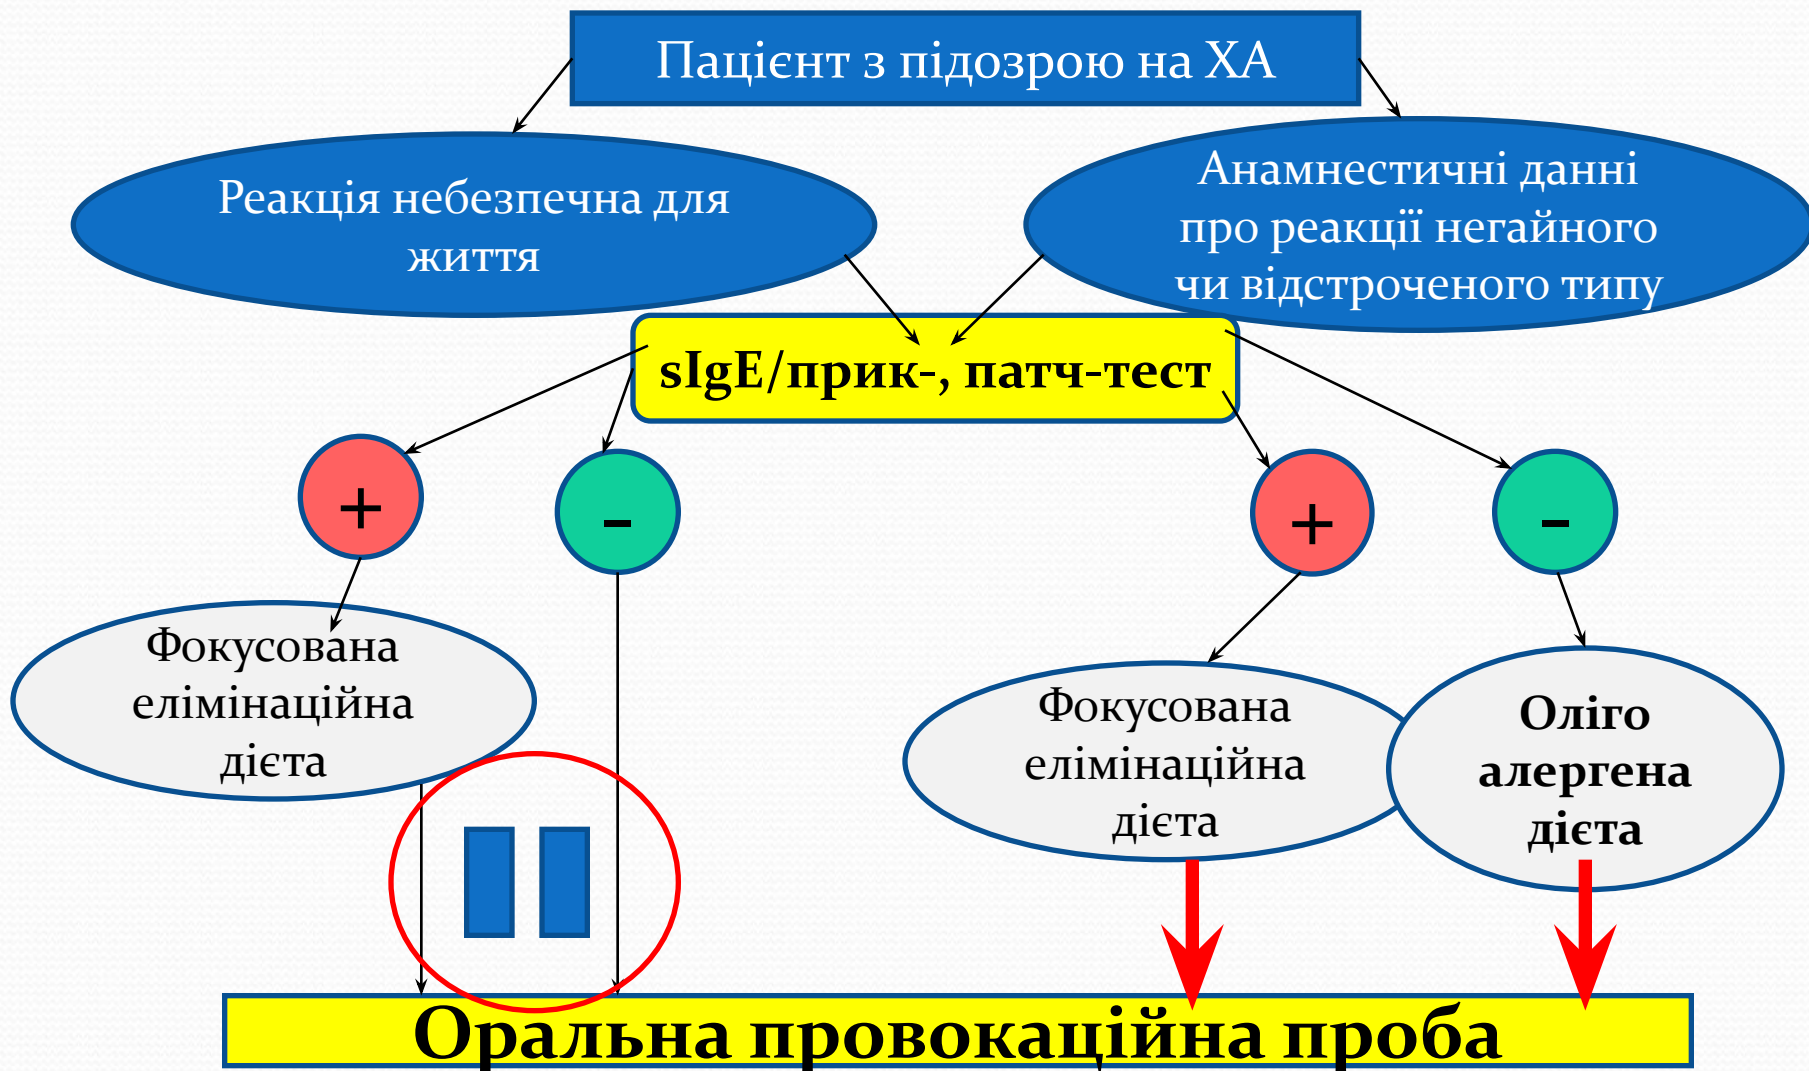 Пацієнт з підозрою на ХА
Реакція небезпечна для
життя
Анамнестичні данні
про реакції негайного
чи відстроченого типу
sIgE/прик-, патч-тест
+
-
+
-
Фокусована
елімінаційна
дієта
Фокусована
елімінаційна
дієта
Оліго
алергена
дієта
Оральна провокаційна проба